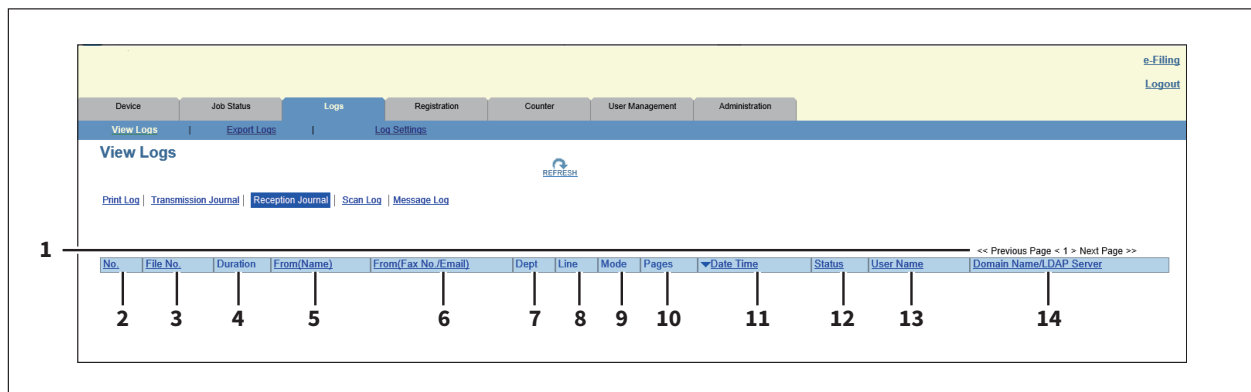 e-Filing
Logout
Device Job Status Logs Registration Counter User Management Administration
View Logs | Export Logs | Log Settings
View Logs
REFRESH
Print Log | Transmission Journal | Reception Journal | Scan Log | Message Log
1 << Previous Page < 1 > Next Page >>
No. File No. Duration From(Name) From(Fax No./Email) Dept Line Mode Pages Date Time Status User Name Domain Name/LDAP Server
2 3 4 5 6 7 8 9 10 11 12 13 14